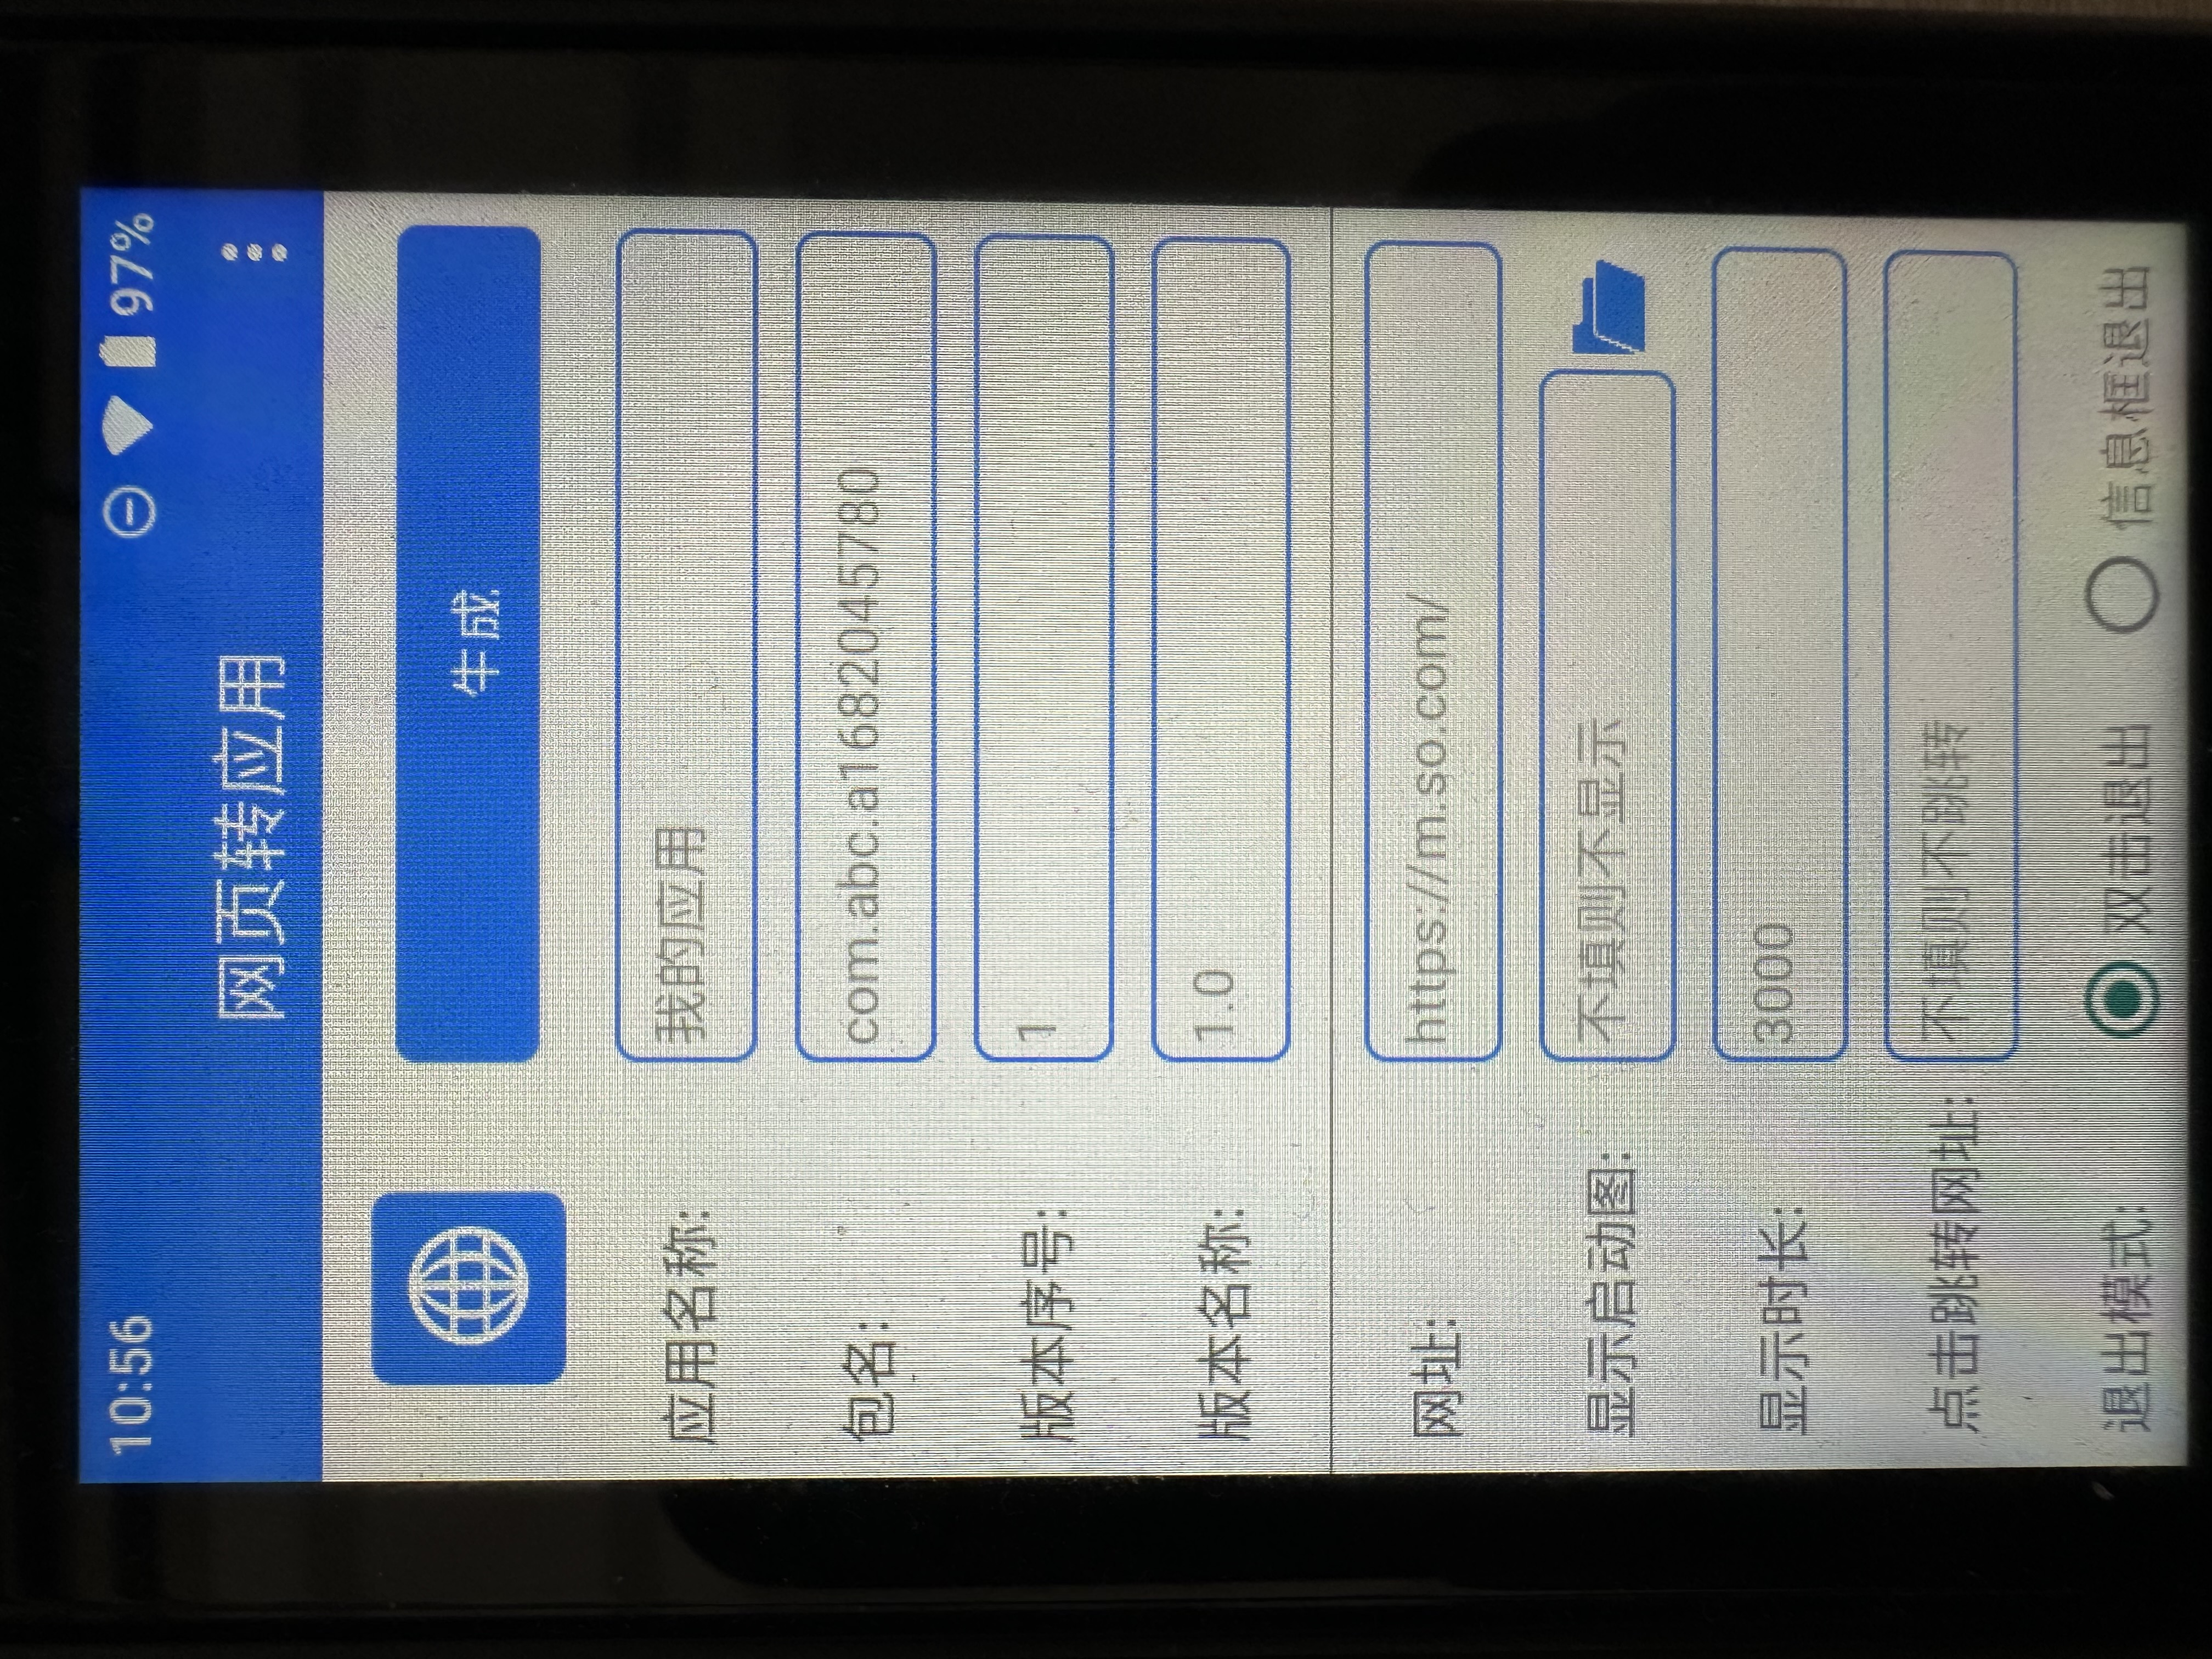 10:56 97%
网页转应用
生成
应用名称: 我的应用
包名: com.abc.a1682045780
版本序号: 1
版本名称: 1.0
网址: https://m.so.com/
显示启动图: 不填则不显示
显示时长: 3000
点击跳转网址: 不填则不跳转
退出模式: 双击退出 信息框退出